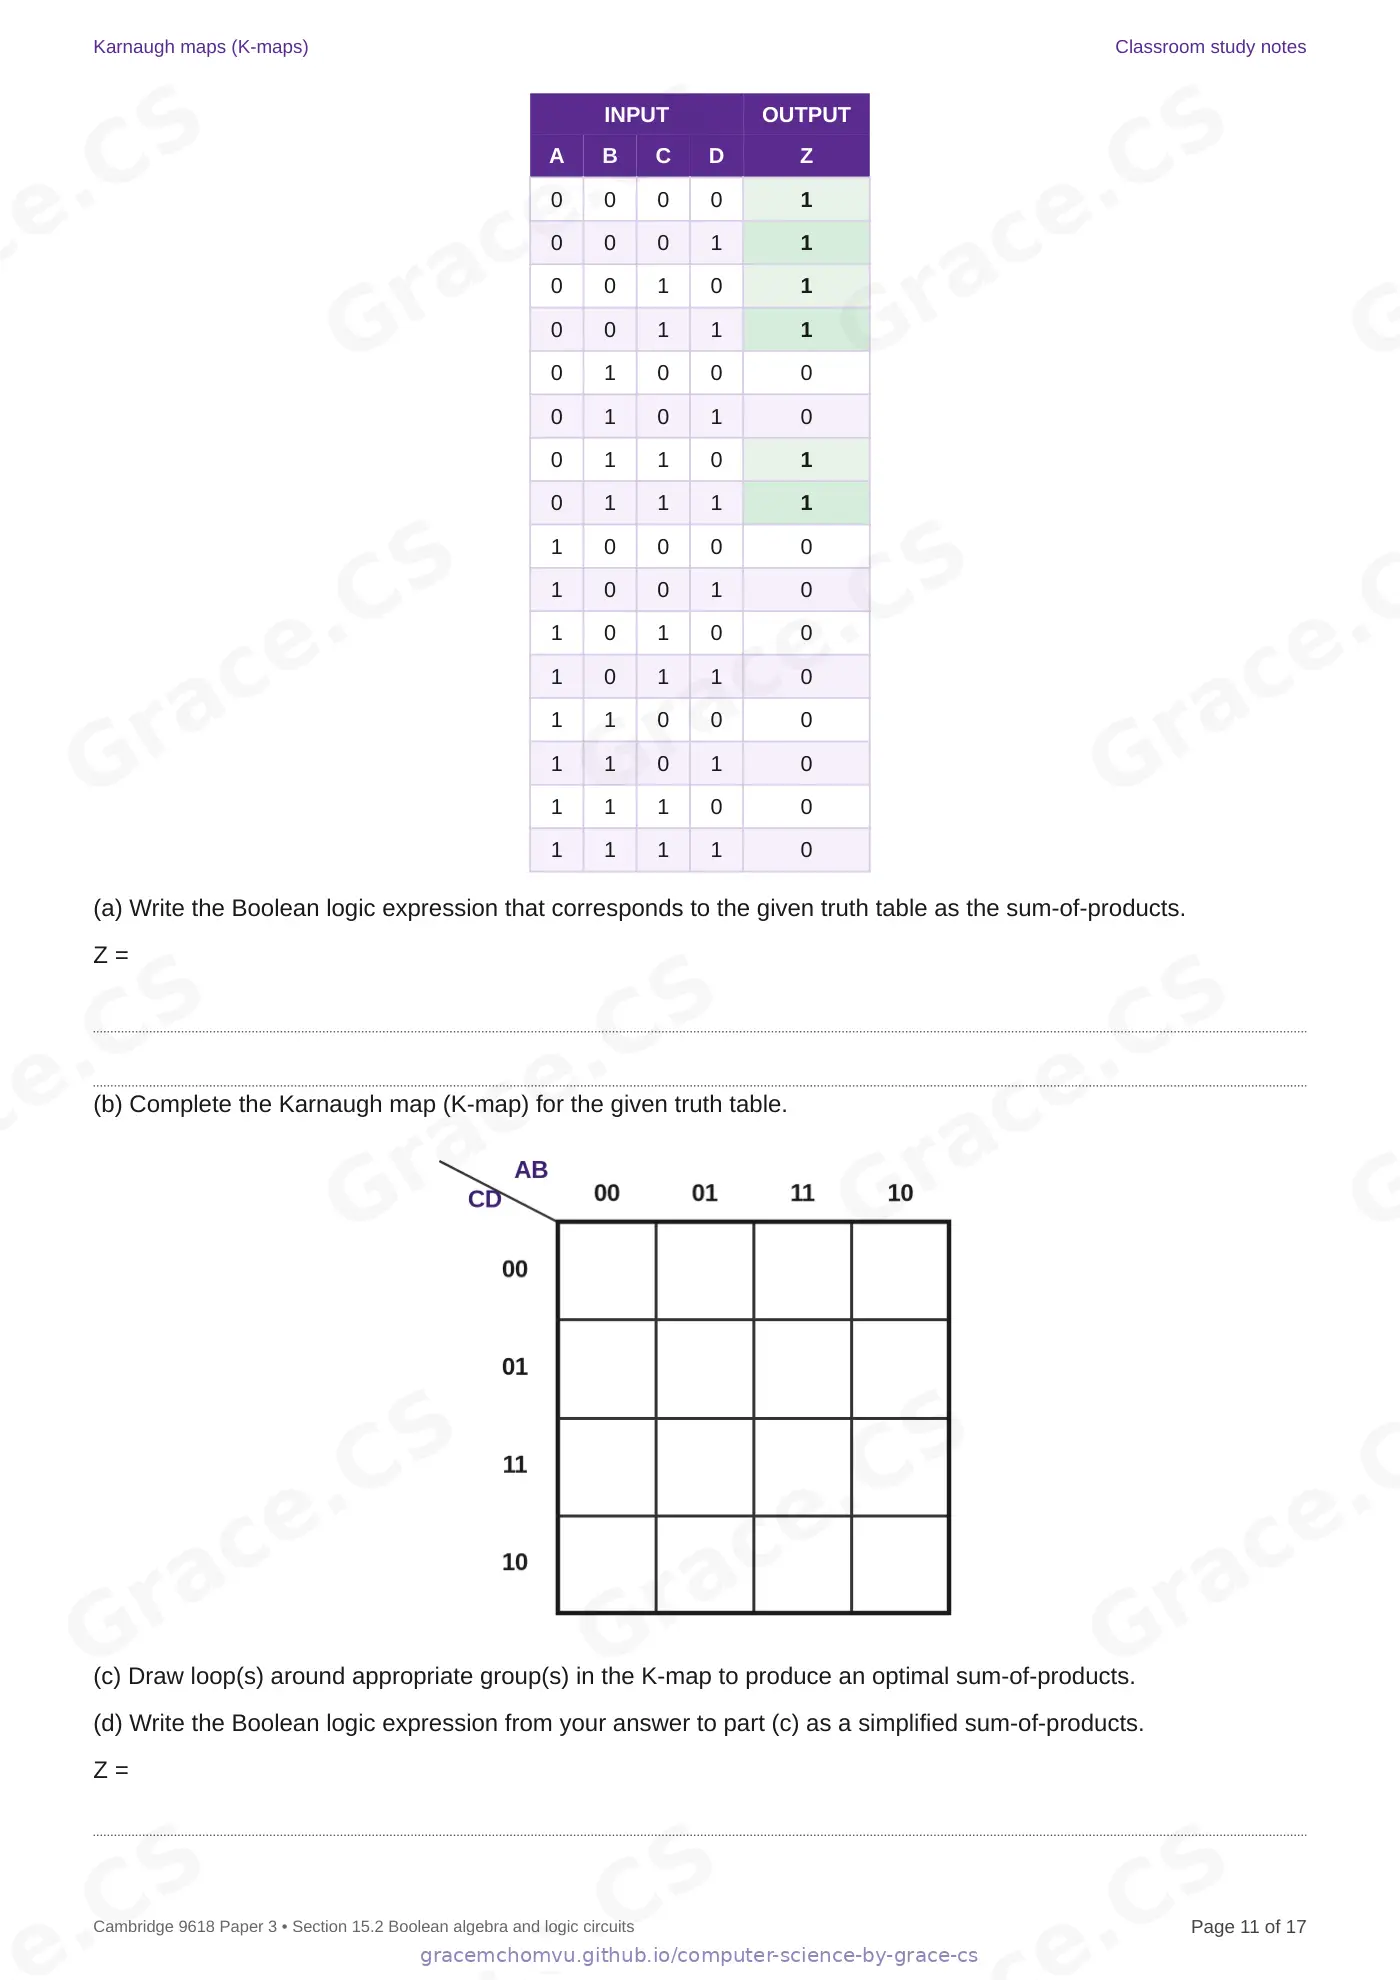 Karnaugh maps (K-maps) Classroom study notes
INPUT OUTPUT
A B C D Z
0 0 0 0 1
0 0 0 1 1
0 0 1 0 1
0 0 1 1 1
0 1 0 0 0
0 1 0 1 0
0 1 1 0 1
0 1 1 1 1
1 0 0 0 0
1 0 0 1 0
1 0 1 0 0
1 0 1 1 0
1 1 0 0 0
1 1 0 1 0
1 1 1 0 0
1 1 1 1 0
(a) Write the Boolean logic expression that corresponds to the given truth table as the sum-of-products.
Z =
(b) Complete the Karnaugh map (K-map) for the given truth table.
AB
CD
00 01 11 10
00
01
11
10
(c) Draw loop(s) around appropriate group(s) in the K-map to produce an optimal sum-of-products.
(d) Write the Boolean logic expression from your answer to part (c) as a simplified sum-of-products.
Z =
Cambridge 9618 Paper 3 • Section 15.2 Boolean algebra and logic circuits Page 11 of 17
gracemchomvu.github.io/computer-science-by-grace-cs
Grace.CS